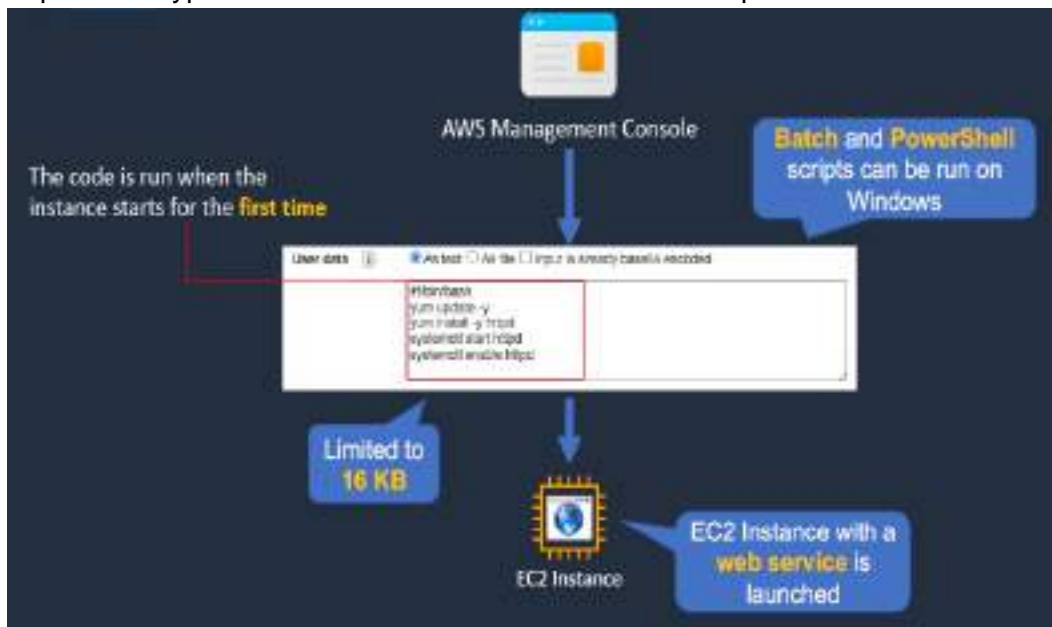 AWS Management Console
Batch and PowerShell
scripts can be run on
Windows
The code is run when the
instance starts for the first time
User data As text As file Input is already base64 encoded
#!/bin/bash
yum update -y
yum install -y httpd
systemctl start httpd
systemctl enable httpd
Limited to
16 KB
EC2 Instance with a
web service is
launched
EC2 Instance